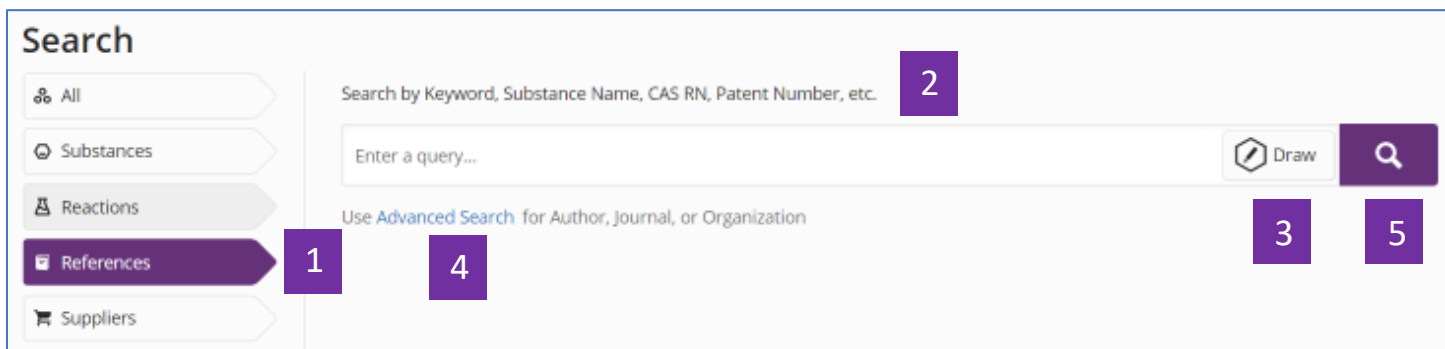 Search
All
Substances
Reactions
References
Suppliers
1
Search by Keyword, Substance Name, CAS RN, Patent Number, etc.
2
Enter a query...
Draw
Use Advanced Search for Author, Journal, or Organization
3
5
4